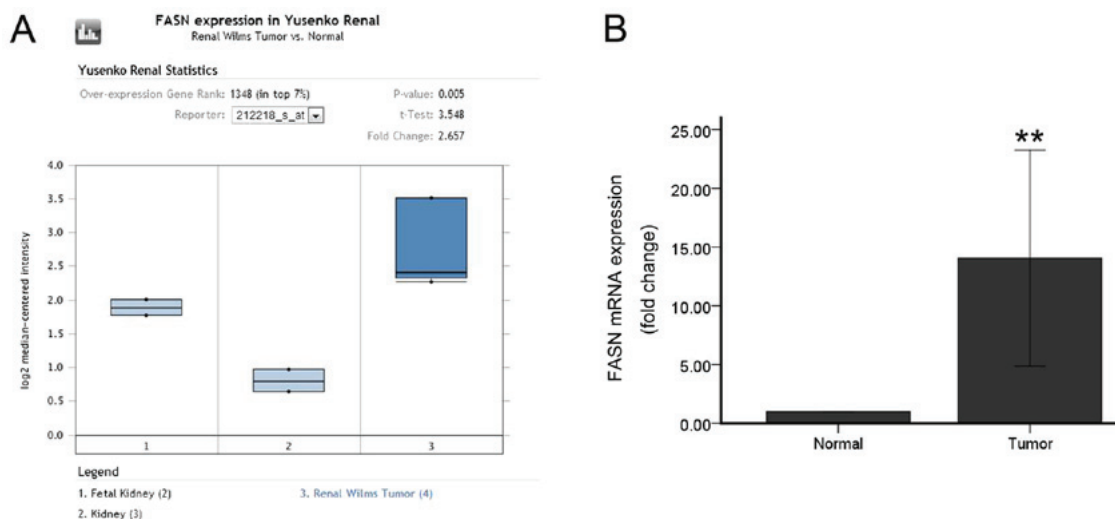 A
FASN expression in Yusenko Renal
Renal Wilms Tumor vs. Normal
Yusenko Renal Statistics
Over-expression Gene Rank: 1348 (in top 7%)
P-value: 0.005
Reporter: 212218_s_at
t-Test: 3.548
Fold Change: 2.657
log2 median-centered intensity
4.0
3.5
3.0
2.5
2.0
1.5
1.0
0.5
0.0
1 2 3
Legend
1. Fetal Kidney (2)
3. Renal Wilms Tumor (4)
2. Kidney (3)
B
FASN mRNA expression
(fold change)
25.00
20.00
15.00
10.00
5.00
0.00
**
Normal Tumor